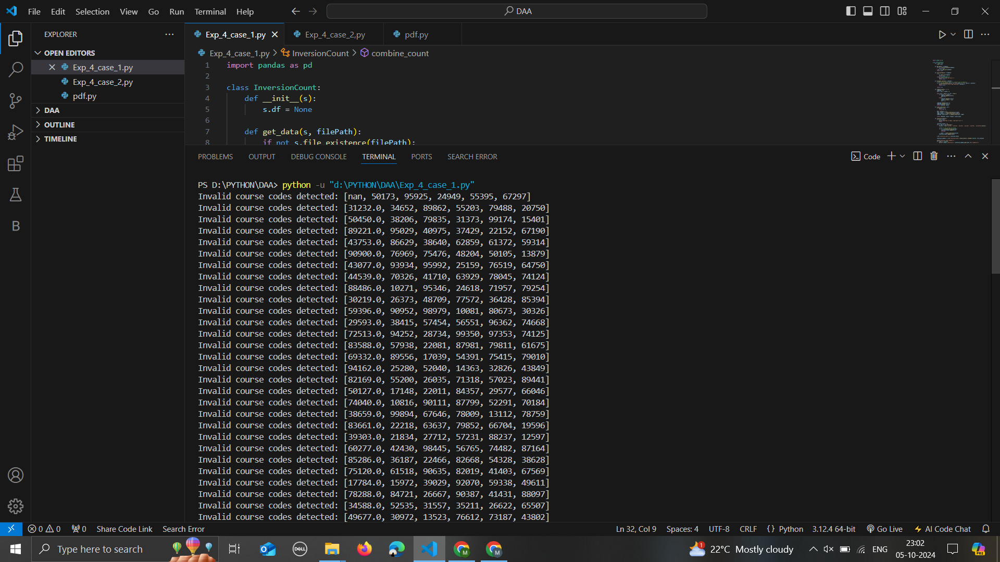 File Edit Selection View Go Run Terminal Help
DAA
EXPLORER
OPEN EDITORS
Exp_4_case_1.py
Exp_4_case_2,py
pdf.py
DAA
OUTLINE
TIMELINE
B
Exp_4_case_1.py Exp_4_case_2,py pdf.py
Exp_4_case_1.py > InversionCount > combine_count
1 import pandas as pd
2
3 class InversionCount:
4 def __init__(s):
5 s.df = None
6
7 def get_data(s, filePath):
8 if not s.file_existence(filePath):
PROBLEMS OUTPUT DEBUG CONSOLE TERMINAL PORTS SEARCH ERROR
Code
PS D:\PYTHON\DAA> python -u "d:\PYTHON\DAA\Exp_4_case_1.py"
Invalid course codes detected: [nan, 50173, 95925, 24949, 55395, 67297]
Invalid course codes detected: [31232.0, 34652, 89862, 55203, 79488, 20750]
Invalid course codes detected: [50450.0, 38206, 79835, 31373, 99174, 15401]
Invalid course codes detected: [89221.0, 95029, 40975, 37429, 22152, 67190]
Invalid course codes detected: [43753.0, 86629, 38640, 62859, 61372, 59314]
Invalid course codes detected: [90900.0, 76969, 75476, 48204, 50105, 13879]
Invalid course codes detected: [43077.0, 93934, 95992, 25159, 76519, 64750]
Invalid course codes detected: [44539.0, 70326, 41710, 63929, 78045, 74124]
Invalid course codes detected: [88486.0, 10271, 95346, 24618, 71957, 79254]
Invalid course codes detected: [30219.0, 26373, 48709, 77572, 36428, 85394]
Invalid course codes detected: [59396.0, 90952, 98979, 10081, 80673, 30326]
Invalid course codes detected: [29593.0, 38415, 57454, 56551, 96362, 74668]
Invalid course codes detected: [72513.0, 94252, 28734, 99350, 97353, 74125]
Invalid course codes detected: [83588.0, 57938, 22081, 87981, 79811, 61675]
Invalid course codes detected: [69332.0, 89556, 17039, 54391, 75415, 79010]
Invalid course codes detected: [94162.0, 25280, 52040, 14363, 32826, 43849]
Invalid course codes detected: [82169.0, 55200, 26035, 71318, 57023, 89441]
Invalid course codes detected: [50127.0, 17148, 22011, 84357, 29577, 66046]
Invalid course codes detected: [74040.0, 10816, 90111, 87799, 52291, 70184]
Invalid course codes detected: [38659.0, 99894, 67646, 78009, 13112, 78759]
Invalid course codes detected: [83661.0, 22218, 63637, 79852, 66704, 19596]
Invalid course codes detected: [39303.0, 21834, 27712, 57231, 88237, 12597]
Invalid course codes detected: [60277.0, 42430, 98445, 56765, 74482, 87164]
Invalid course codes detected: [85286.0, 36187, 22466, 82668, 54328, 38628]
Invalid course codes detected: [75120.0, 61518, 90635, 82019, 41403, 67569]
Invalid course codes detected: [17784.0, 15972, 39029, 92070, 59338, 49611]
Invalid course codes detected: [78288.0, 84721, 26667, 90387, 41431, 88097]
Invalid course codes detected: [34588.0, 52535, 31557, 35211, 26622, 65507]
Invalid course codes detected: [49677.0, 30972, 13523, 76612, 73187, 43802]
0 0 0 Share Code Link Search Error Ln 32, Col 9 Spaces: 4 UTF-8 CRLF {} Python 3.12.4 64-bit Go Live AI Code Chat
Type here to search DELL M M 1 22°C Mostly cloudy ENG 23:02 PRE
05-10-2024